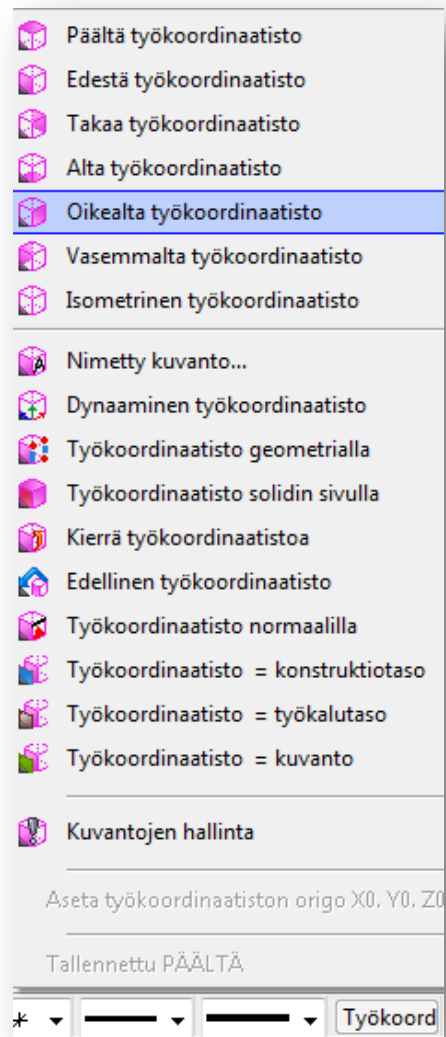 Päältä työkoordinaatisto
Edestä työkoordinaatisto
Takaa työkoordinaatisto
Alta työkoordinaatisto
Oikealta työkoordinaatisto
Vasemmalta työkoordinaatisto
Isometrinen työkoordinaatisto
Nimetty kuvanto...
Dynaaminen työkoordinaatisto
Työkoordinaatisto geometrialla
Työkoordinaatisto solidin sivulla
Kierrä työkoordinaatistoa
Edellinen työkoordinaatisto
Työkoordinaatisto normaalilla
Työkoordinaatisto = konstruktiotaso
Työkoordinaatisto = työkalutaso
Työkoordinaatisto = kuvanto
Kuvantojen hallinta
Aseta työkoordinaatiston origo X0, Y0, Z0
Tallennettu PÄÄLTÄ
Työkoord